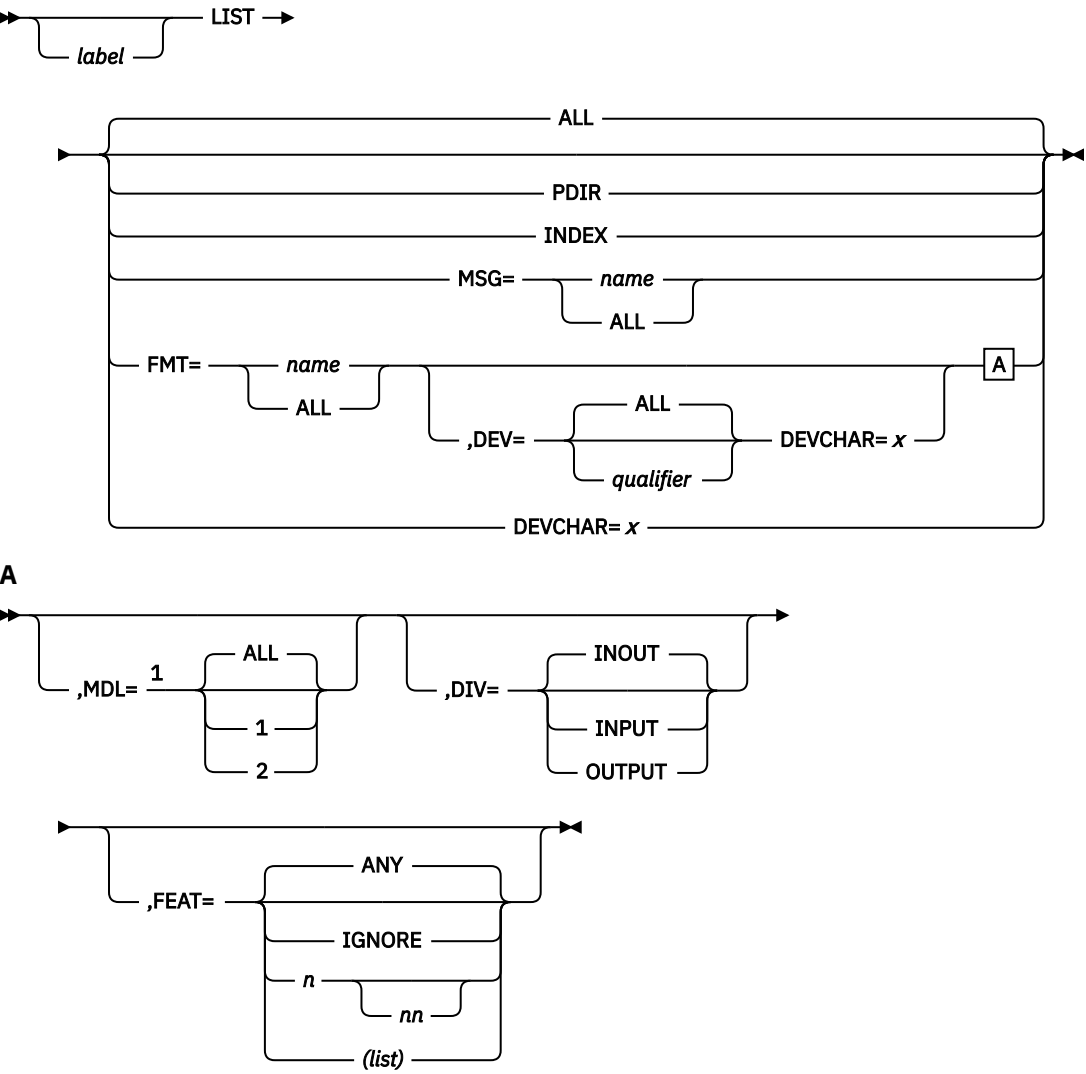 LIST
label
ALL
PDIR
INDEX
MSG= name
ALL
FMT= name A
ALL
ALL
,DEV= DEVCHAR= x
qualifier
DEVCHAR= x
A
ALL INOUT
,MDL= 1 ,DIV=
1 INPUT
2 OUTPUT
ANY
,FEAT=
IGNORE
n
nn
(list)